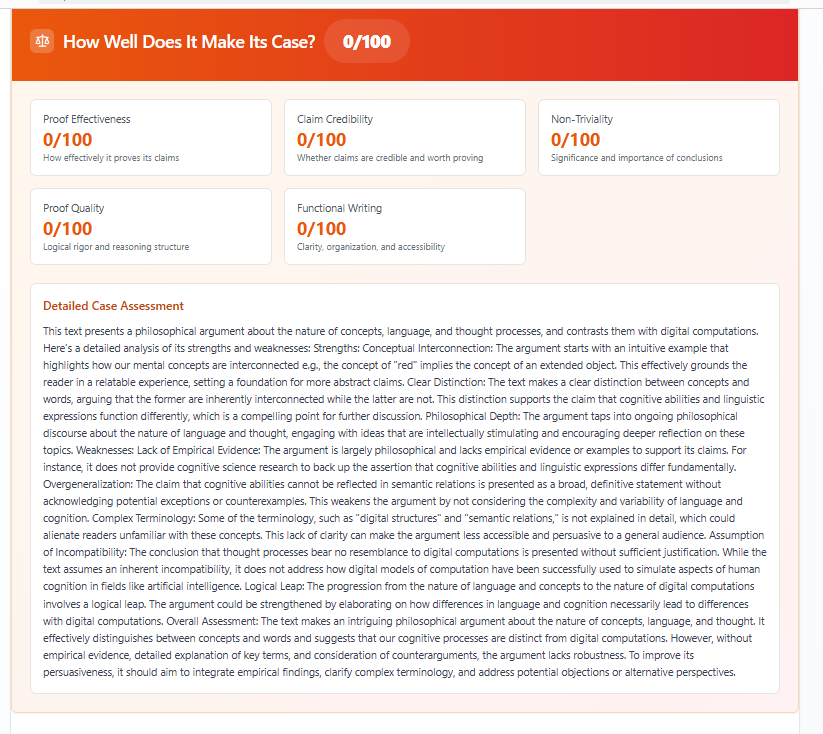 How Well Does It Make Its Case? 0/100
Proof Effectiveness
0/100
How effectively it proves its claims
Claim Credibility
0/100
Whether claims are credible and worth proving
Non-Triviality
0/100
Significance and importance of conclusions
Proof Quality
0/100
Logical rigor and reasoning structure
Functional Writing
0/100
Clarity, organization, and accessibility
Detailed Case Assessment
This text presents a philosophical argument about the nature of concepts, language, and thought processes, and contrasts them with digital computations.
Here's a detailed analysis of its strengths and weaknesses: Strengths: Conceptual Interconnection: The argument starts with an intuitive example that
highlights how our mental concepts are interconnected e.g., the concept of "red" implies the concept of an extended object. This effectively grounds the
reader in a relatable experience, setting a foundation for more abstract claims. Clear Distinction: The text makes a clear distinction between concepts and
words, arguing that the former are inherently interconnected while the latter are not. This distinction supports the claim that cognitive abilities and linguistic
expressions function differently, which is a compelling point for further discussion. Philosophical Depth: The argument taps into ongoing philosophical
discourse about the nature of language and thought, engaging with ideas that are intellectually stimulating and encouraging deeper reflection on these
topics. Weaknesses: Lack of Empirical Evidence: The argument is largely philosophical and lacks empirical evidence or examples to support its claims. For
instance, it does not provide cognitive science research to back up the assertion that cognitive abilities and linguistic expressions differ fundamentally.
Overgeneralization: The claim that cognitive abilities cannot be reflected in semantic relations is presented as a broad, definitive statement without
acknowledging potential exceptions or counterexamples. This weakens the argument by not considering the complexity and variability of language and
cognition. Complex Terminology: Some of the terminology, such as "digital structures" and "semantic relations," is not explained in detail, which could
alienate readers unfamiliar with these concepts. This lack of clarity can make the argument less accessible and persuasive to a general audience. Assumption
of Incompatibility: The conclusion that thought processes bear no resemblance to digital computations is presented without sufficient justification. While the
text assumes an inherent incompatibility, it does not address how digital models of computation have been successfully used to simulate aspects of human
cognition in fields like artificial intelligence. Logical Leap: The progression from the nature of language and concepts to the nature of digital computations
involves a logical leap. The argument could be strengthened by elaborating on how differences in language and cognition necessarily lead to differences
with digital computations. Overall Assessment: The text makes an intriguing philosophical argument about the nature of concepts, language, and thought. It
effectively distinguishes between concepts and words and suggests that our cognitive processes are distinct from digital computations. However, without
empirical evidence, detailed explanation of key terms, and consideration of counterarguments, the argument lacks robustness. To improve its
persuasiveness, it should aim to integrate empirical findings, clarify complex terminology, and address potential objections or alternative perspectives.